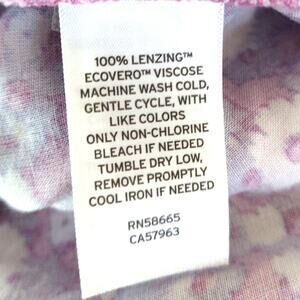 100% LENZING™
ECOVERO™ VISCOSE
MACHINE WASH COLD,
GENTLE CYCLE, WITH
LIKE COLORS
ONLY NON-CHLORINE
BLEACH IF NEEDED
TUMBLE DRY LOW,
REMOVE PROMPTLY
COOL IRON IF NEEDED
RN58665
CA57963